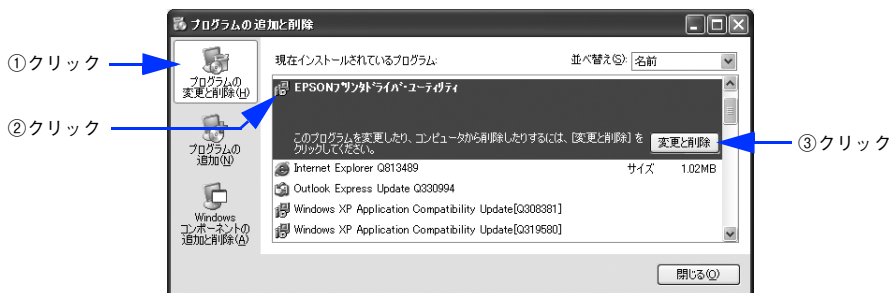 プログラムの追加と削除
①クリック
プログラムの
変更と削除(H)
現在インストールされているプログラム:
並べ替え(S):
名前
EPSONプリンタドライバ・ユーティリティ
②クリック
このプログラムを変更したり、コンピュータから削除したりするには、[変更と削除] を
クリックしてください。
変更と削除
③クリック
プログラムの
追加(N)
Internet Explorer Q813489
サイズ
1.02MB
Outlook Express Update Q330994
Windows XP Application Compatibility Update[Q308381]
Windows XP Application Compatibility Update[Q319580]
Windows
コンポーネントの
追加と削除(A)
閉じる(O)